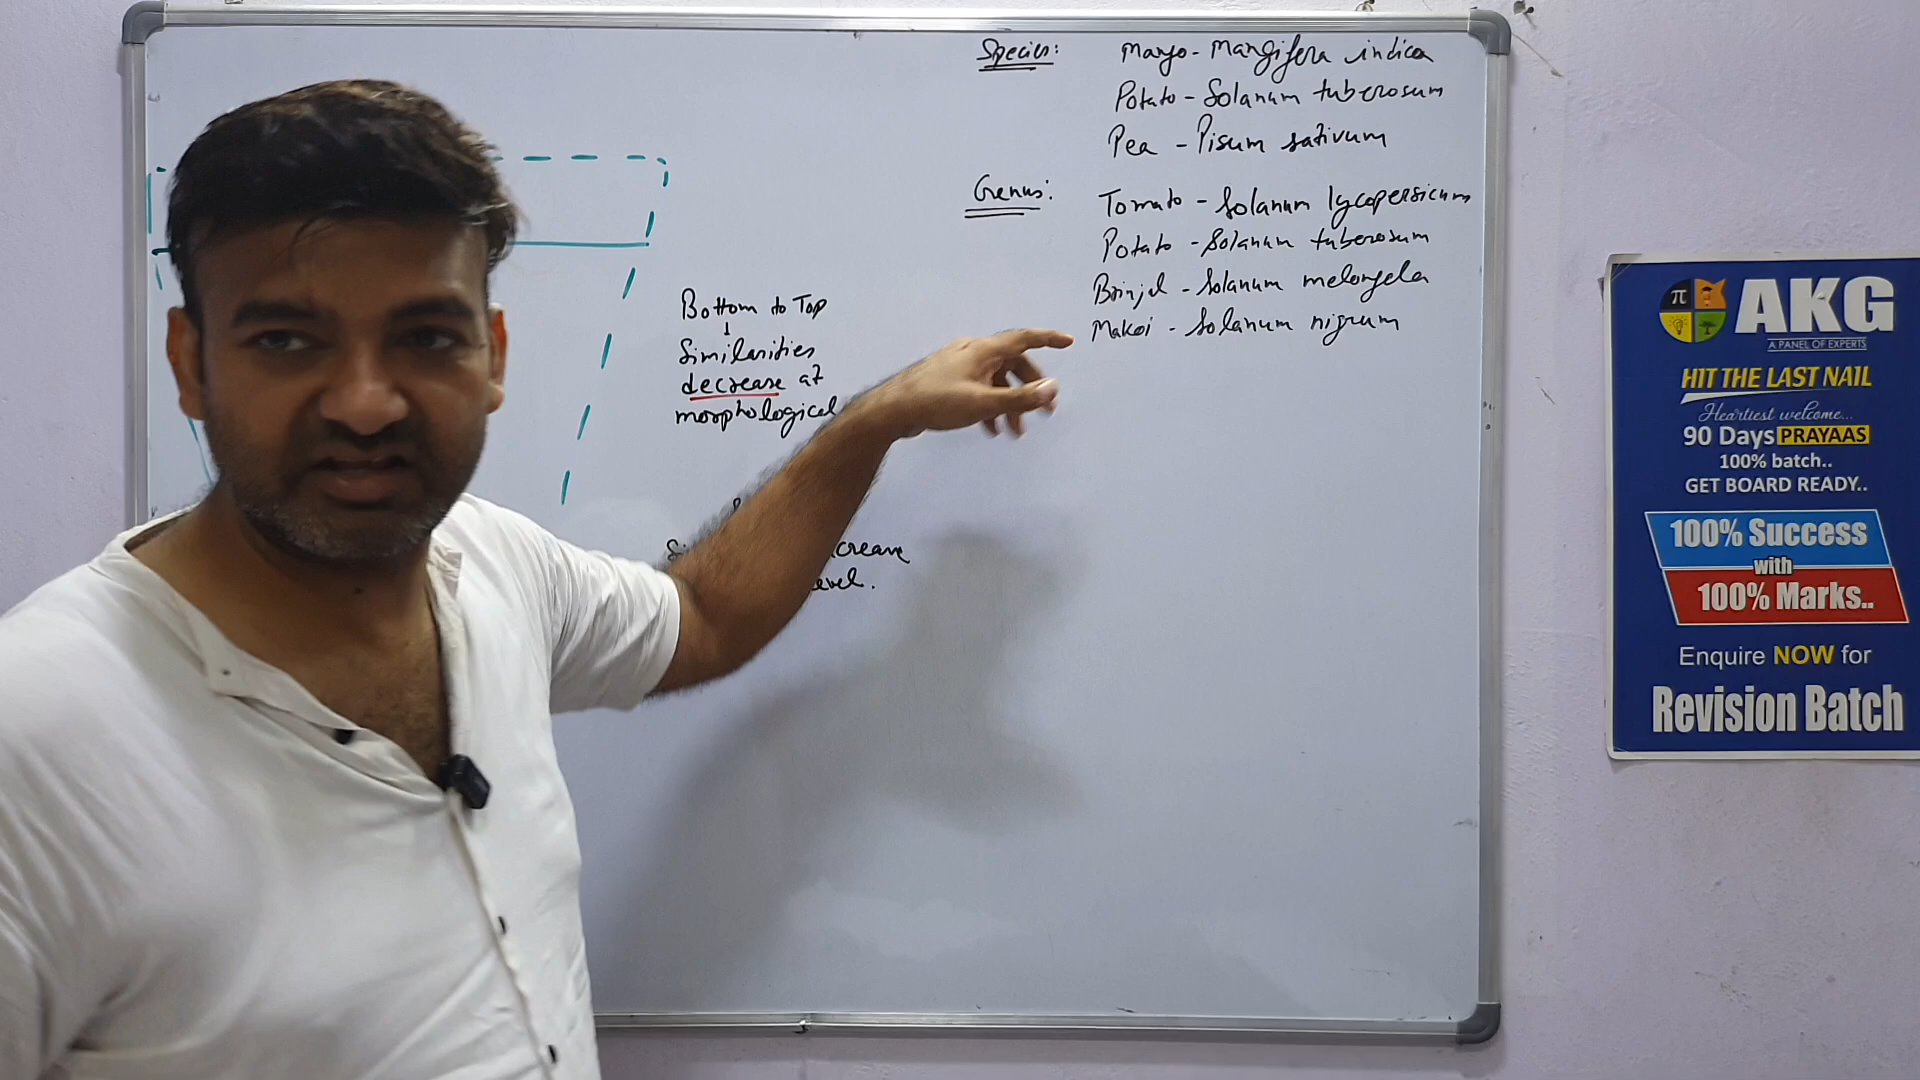 Species: Mango - Mangifera indica
Potato - Solanum tuberosum
Pea - Pisum sativum
Genus: Tomato - Solanum lycopersicum
Potato - Solanum tuberosum
Brinjal - Solanum melongela
Makoi - Solanum nigrum
Bottom to Top
Similarities
decrease at
morphological
crease
level.
π AKG
A PANEL OF EXPERTS
HIT THE LAST NAIL
Heartiest welcome...
90 Days PRAYAAS
100% batch..
GET BOARD READY..
100% Success
with
100% Marks..
Enquire NOW for
Revision Batch